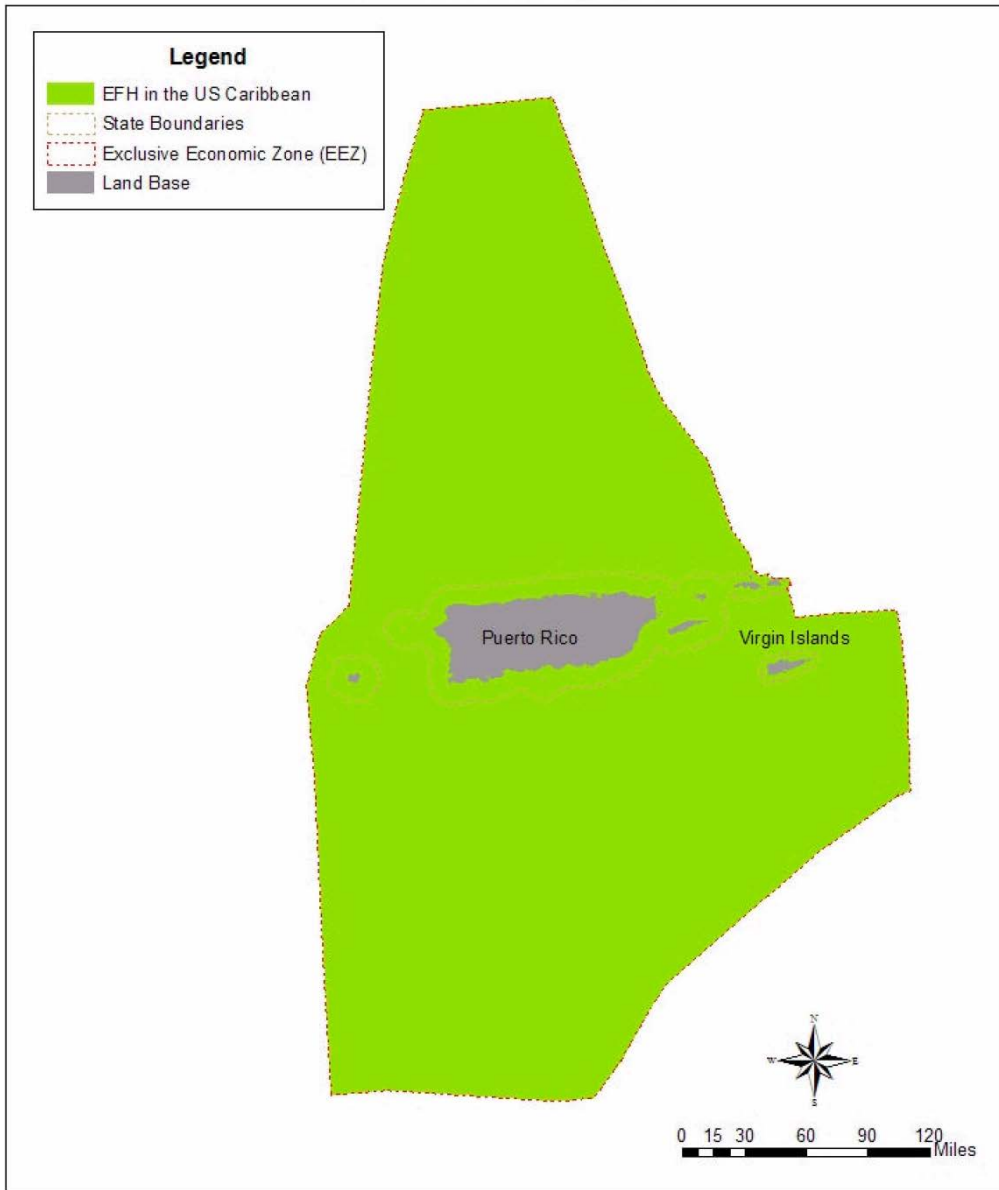 Legend
EFH in the US Caribbean
State Boundaries
Exclusive Economic Zone (EEZ)
Land Base
Puerto Rico
Virgin Islands
N
W E
S
0 15 30 60 90 120
Miles